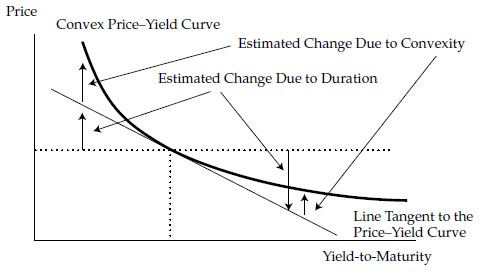 Price
Convex Price–Yield Curve
Estimated Change Due to Convexity
Estimated Change Due to Duration
Line Tangent to the
Price–Yield Curve
Yield-to-Maturity